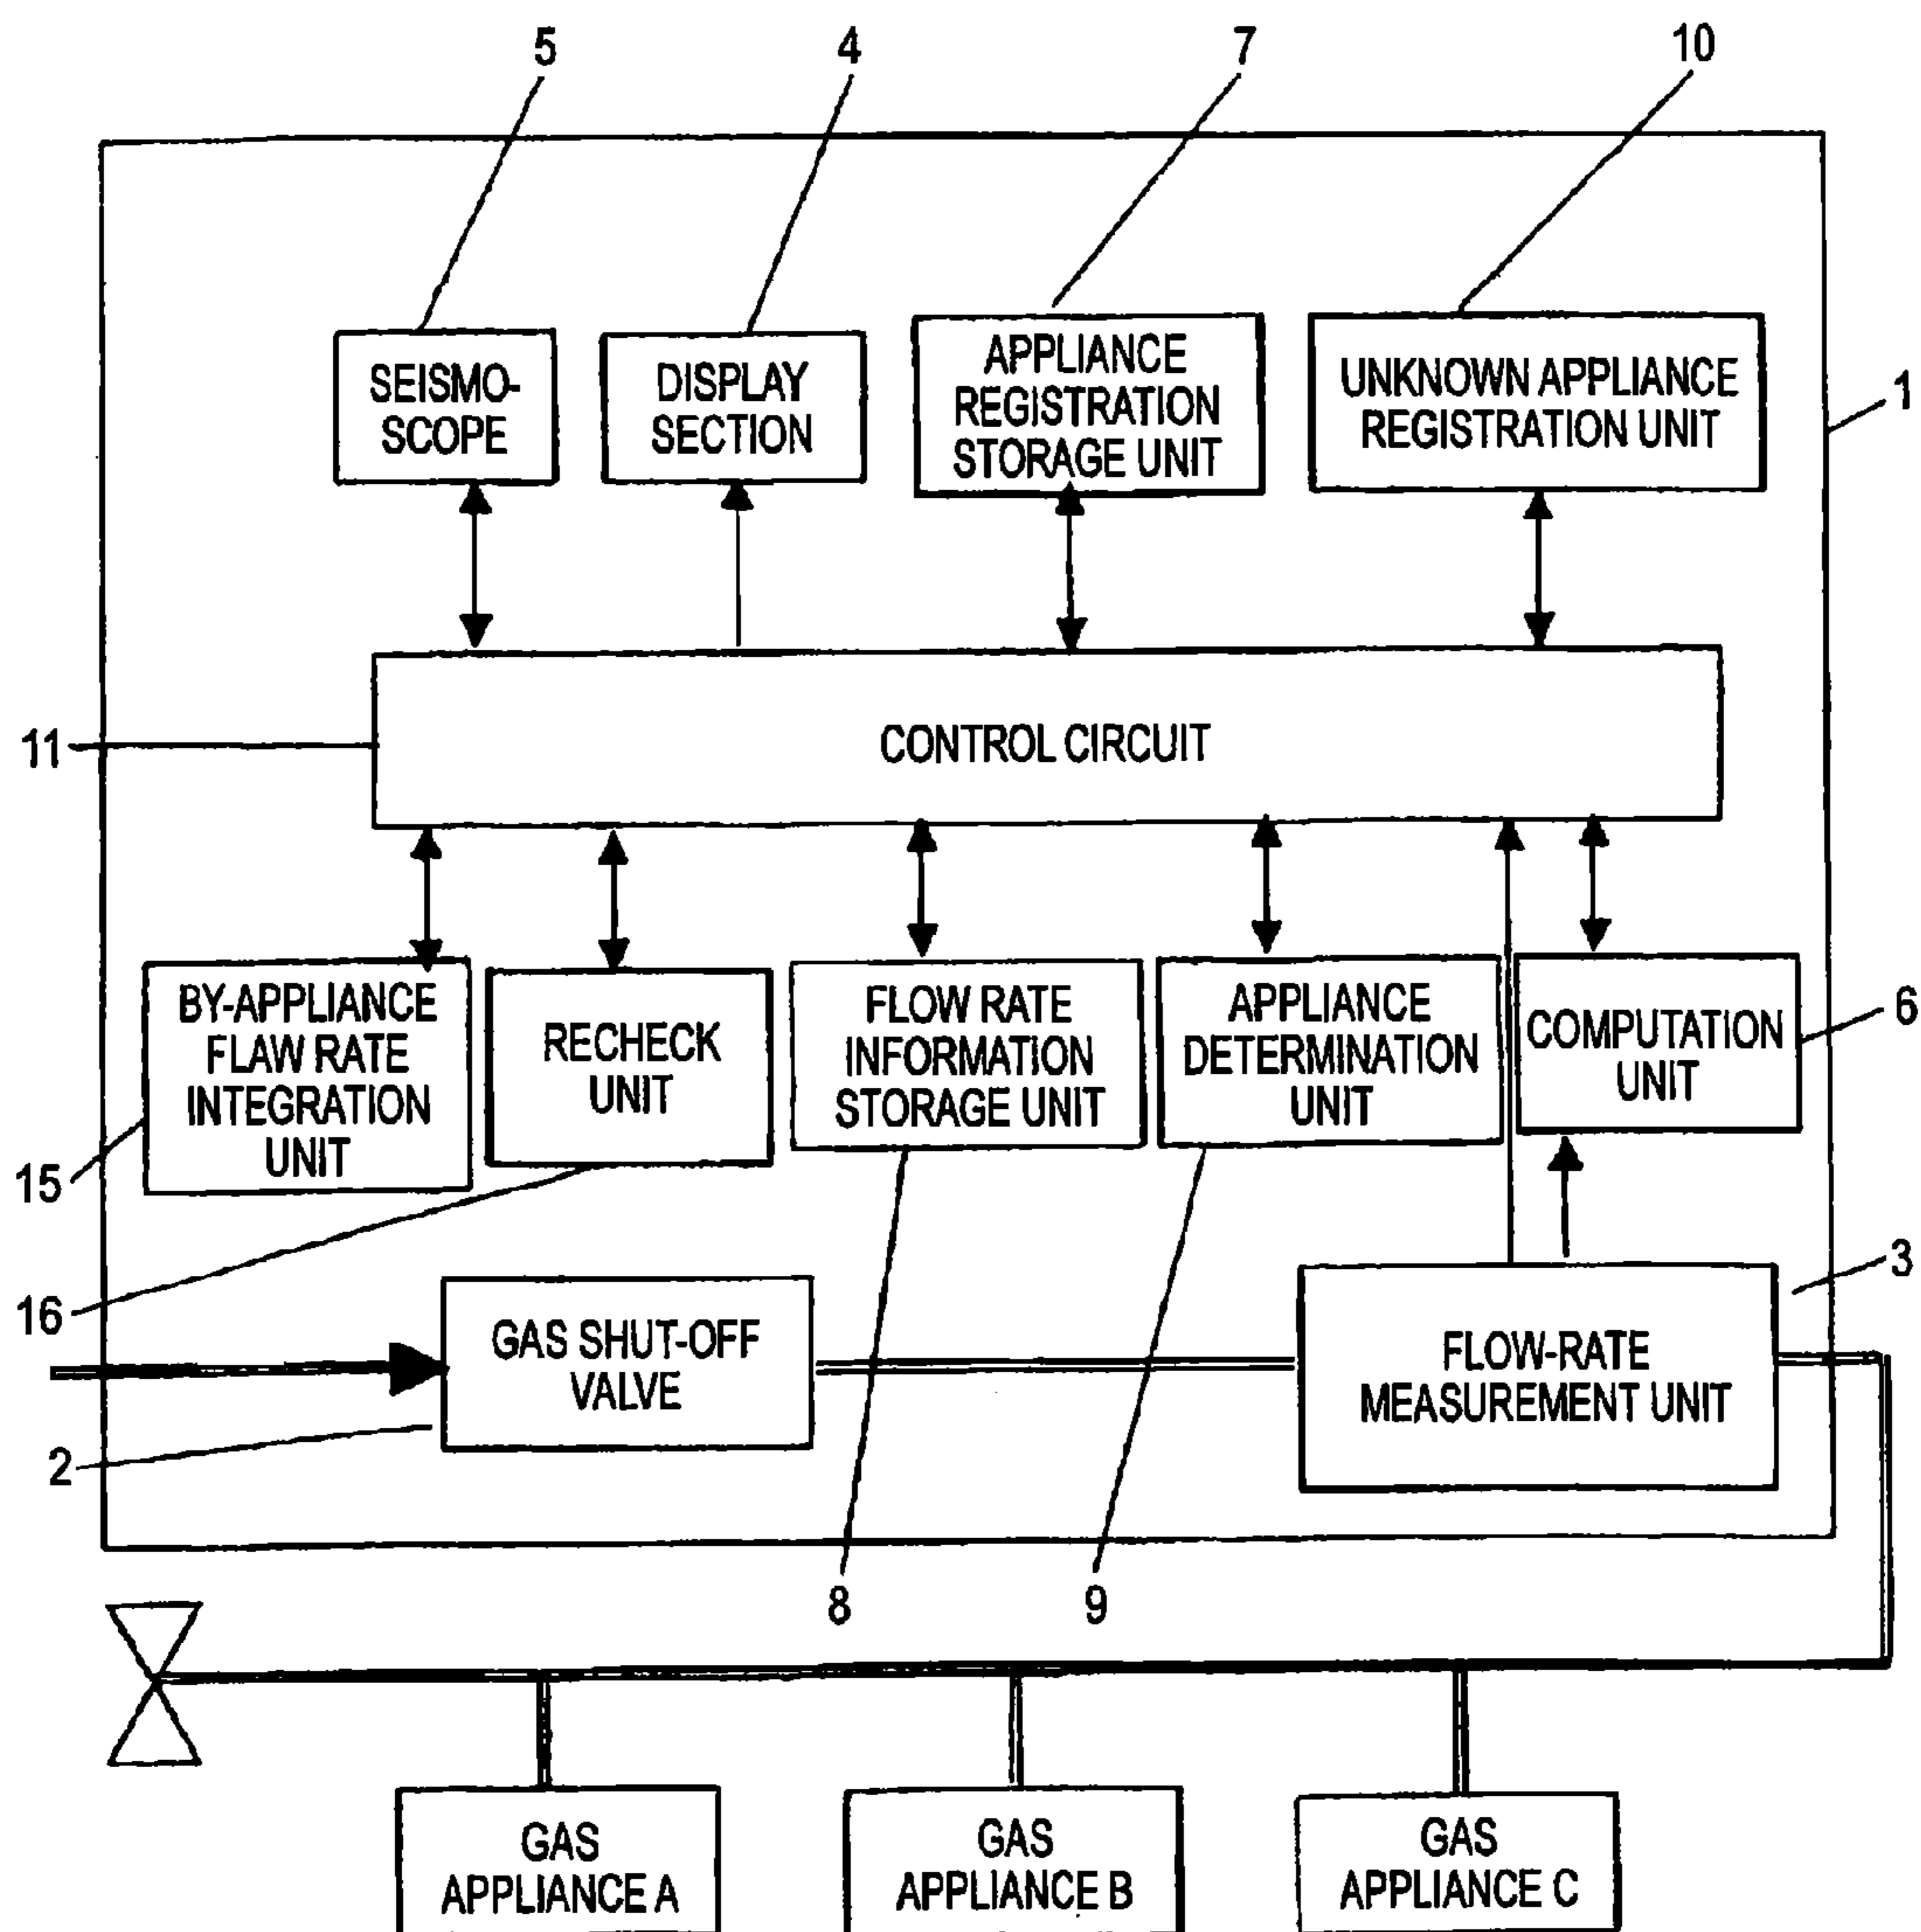 5
4
7
10
SEISMO-
SCOPE
DISPLAY
SECTION
APPLIANCE
REGISTRATION
STORAGE UNIT
UNKNOWN APPLIANCE
REGISTRATION UNIT
1
11
CONTROL CIRCUIT
BY-APPLIANCE
FLAW RATE
INTEGRATION
UNIT
RECHECK
UNIT
FLOW RATE
INFORMATION
STORAGE UNIT
APPLIANCE
DETERMINATION
UNIT
COMPUTATION
UNIT
6
15
16
3
GAS SHUT-OFF
VALVE
FLOW-RATE
MEASUREMENT UNIT
2
8
9
GAS
APPLIANCE A
GAS
APPLIANCE B
GAS
APPLIANCE C